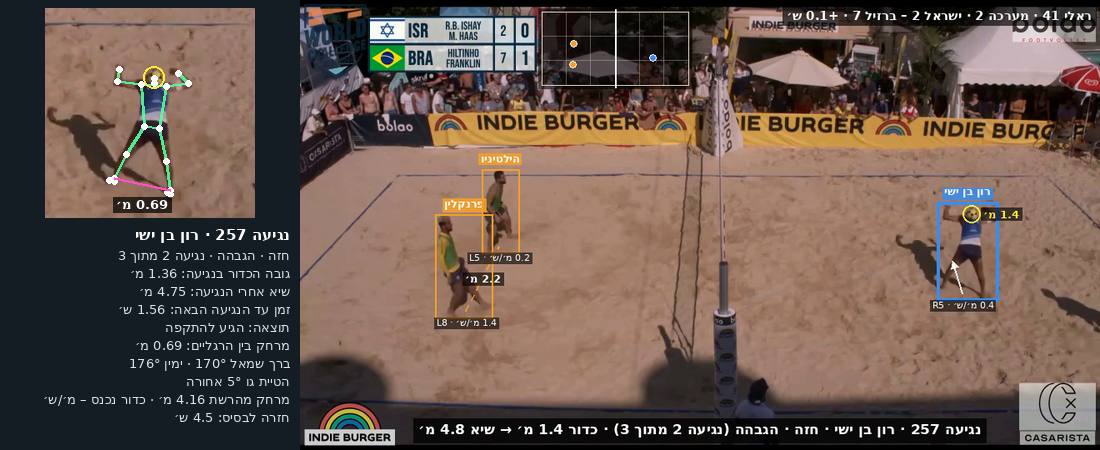 0.69 מ׳
נגיעה 257 · רון בן ישי
חזה · הגבהה · נגיעה 2 מתוך 3
גובה הכדור בנגיעה: 1.36 מ׳
שיא אחרי הנגיעה: 4.75 מ׳
זמן עד הנגיעה הבאה: 1.56 ש׳
תוצאה: הגיע להתקפה
מרחק בין הרגליים: 0.69 מ׳
ברך שמאל 170° · ימין 176°
הטיית גו 5° אחורה
מרחק מהרשת 4.16 מ׳ · כדור נכנס – מ׳/ש׳
חזרה לבסיס: 4.5 ש׳
ראלי 41 · מערכה 2 · ישראל 2 – ברזיל 7 · +0.1 ש׳
ISR R.B. ISHAY M. HAAS 2 0
BRA HILTINHO FRANKLIN 7 1
INDIE BURGER
bolao
FOOTVOLLEY
CASARISTA
bolao
INDIE BURGER
bolao
INDIE BURGER
הילטיניו
פרנקלין
רון בן ישי
1.4 מ׳
L5 · 0.2 מ׳/ש׳
2.2 מ׳
R5 · 0.4 מ׳/ש׳
L8 · 1.4 מ׳/ש׳
INDIE BURGER
נגיעה 257 · רון בן ישי · חזה · הגבהה (נגיעה 2 מתוך 3) · כדור 1.4 מ׳ → שיא 4.8 מ׳
CASARISTA